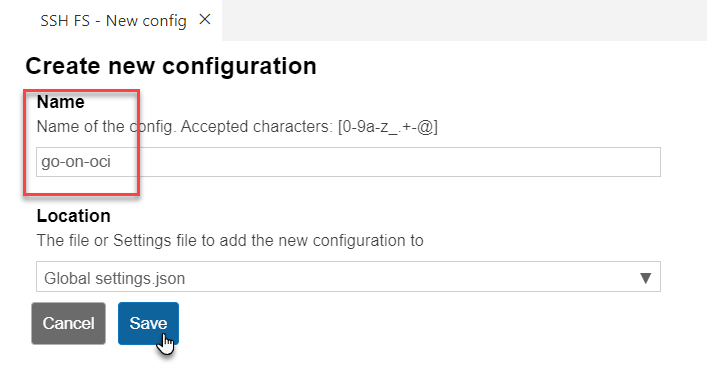 SSH FS - New config ×
Create new configuration
Name
Name of the config. Accepted characters: [0-9a-z_.+-@]
go-on-oci
Location
The file or Settings file to add the new configuration to
Global settings.json ▼
Cancel Save